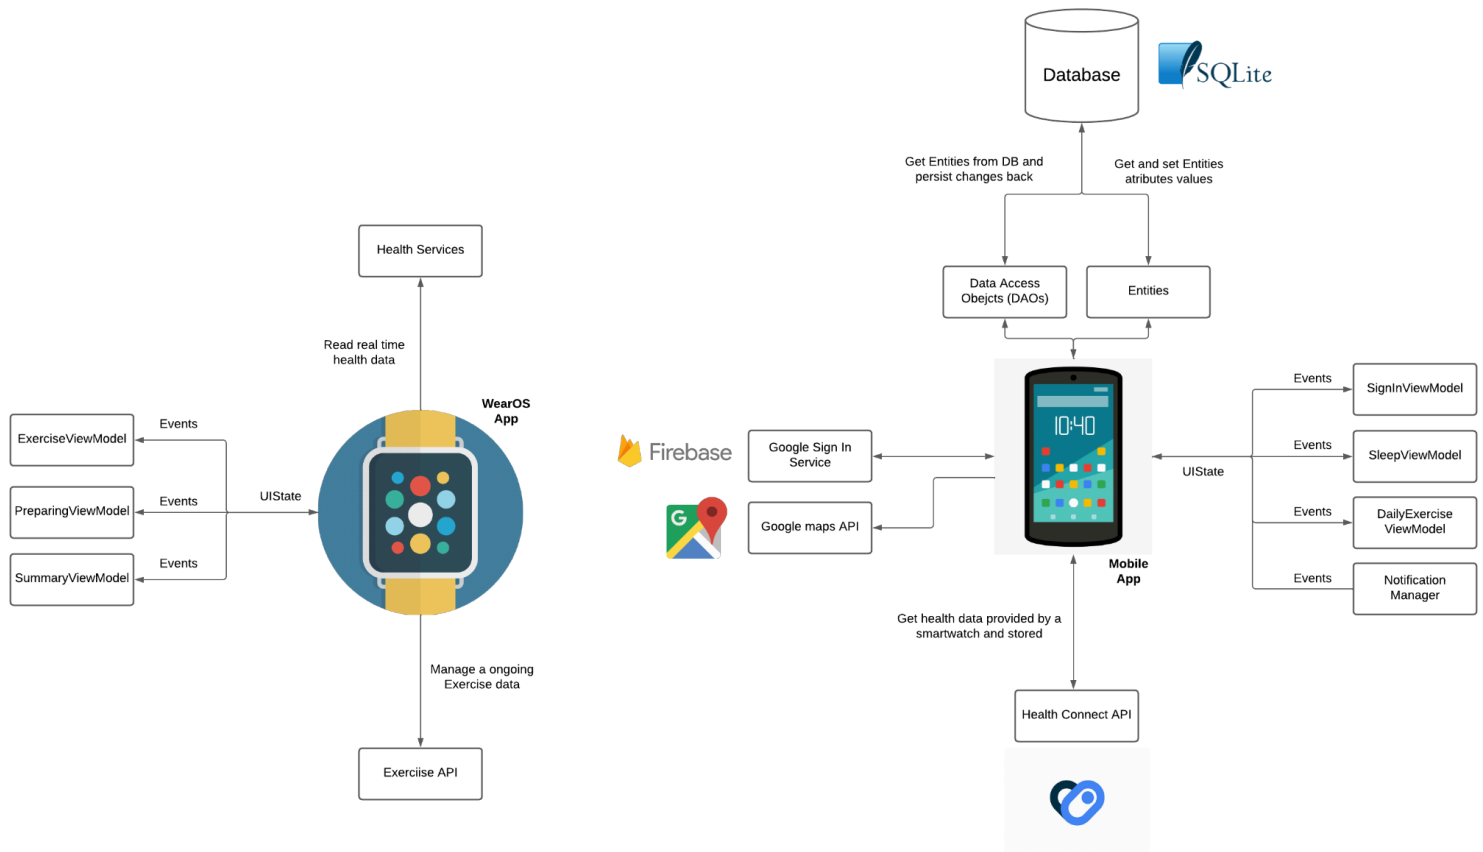 Database
SQLite
Get Entities from DB and
persist changes back
Get and set Entities
atributes values
Health Services
Data Access
Obejcts (DAOs)
Entities
Read real time
health data
WearOS
App
ExerciseViewModel
Events
PreparingViewModel
Events
SummaryViewModel
Events
UIState
Manage a ongoing
Exercise data
Exerciise API
Firebase
Google Sign In
Service
G
Google maps API
10:40
Mobile
App
UIState
Events
SignInViewModel
Events
SleepViewModel
Events
DailyExercise
ViewModel
Events
Notification
Manager
Get health data provided by a
smartwatch and stored
Health Connect API